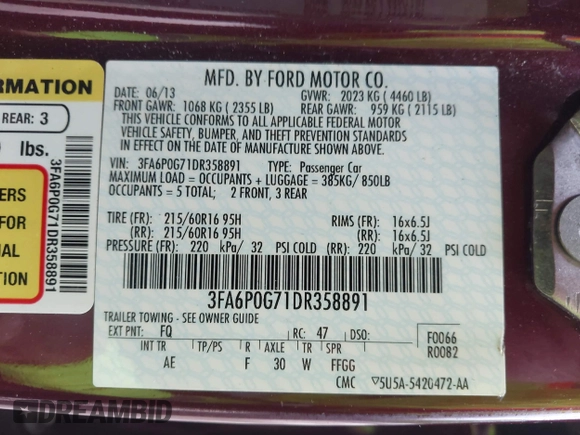 ORMATION
REAR: 3
lbs.
ERS
FOR
NAL
ION
3FA6P0G71DR358891
MFD. BY FORD MOTOR CO.
DATE: 06/13 GVWR: 2023 KG ( 4460 LB)
FRONT GAWR: 1068 KG ( 2355 LB) REAR GAWR: 959 KG ( 2115 LB)
THIS VEHICLE CONFORMS TO ALL APPLICABLE FEDERAL MOTOR
VEHICLE SAFETY, BUMPER, AND THEFT PREVENTION STANDARDS
IN EFFECT ON THE DATE OF MANUFACTURE SHOWN ABOVE.
VIN: 3FA6P0G71DR358891 TYPE: Passenger Car
MAXIMUM LOAD = OCCUPANTS + LUGGAGE = 385KG/ 850LB
OCCUPANTS = 5 TOTAL; 2 FRONT, 3 REAR
TIRE (FR): 215/60R16 95H RIMS (FR): 16x6.5J
(RR): 215/60R16 95H (RR): 16x6.5J
PRESSURE (FR): 220 kPa/ 32 PSI COLD (RR): 220 kPa/ 32 PSI COLD
3FA6P0G71DR358891
TRAILER TOWING - SEE OWNER GUIDE
EXT PNT: FQ RC: 47 DSO: F0066
R0082
INT TR TP/PS R AXLE TR SPR
AE F 30 W FFGG
CMC ▽5U5A-5420472-AA
DREAMBID